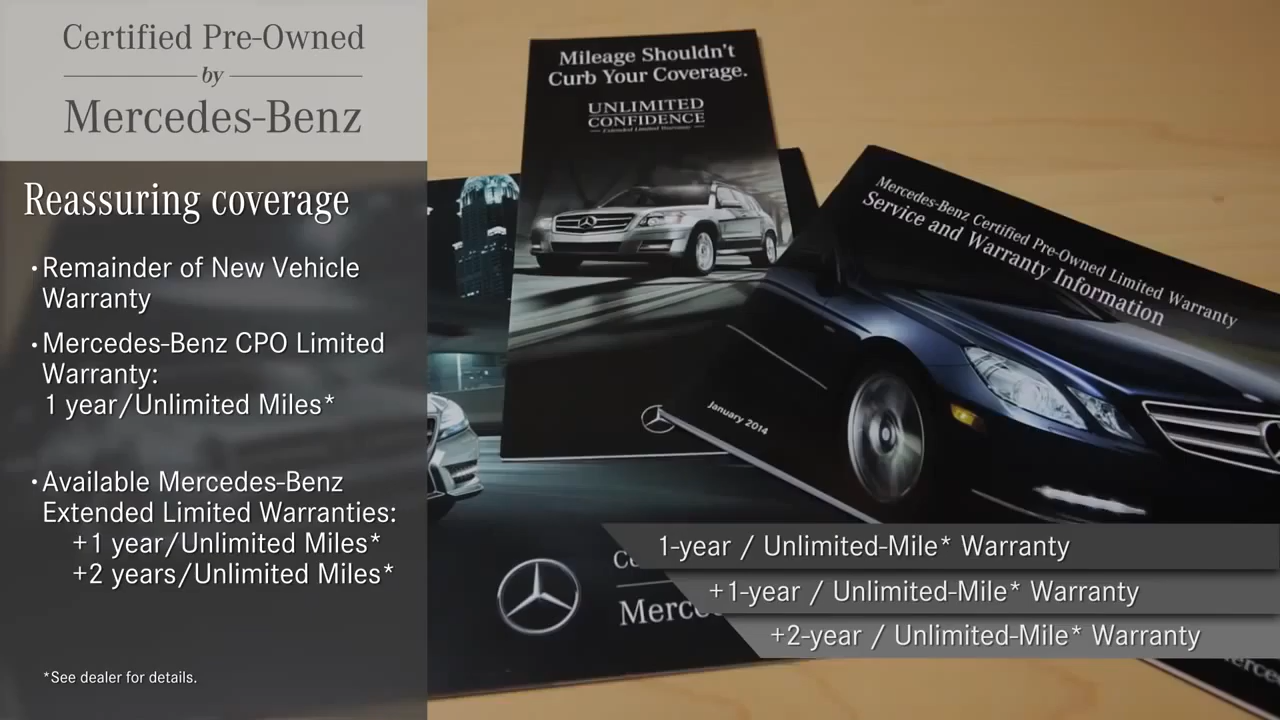 Certified Pre-Owned
by
Mercedes-Benz
Reassuring coverage
• Remainder of New Vehicle
Warranty
• Mercedes-Benz CPO Limited
Warranty:
1 year/Unlimited Miles*
• Available Mercedes-Benz
Extended Limited Warranties:
+1 year/Unlimited Miles*
+2 years/Unlimited Miles*
*See dealer for details.
Mileage Shouldn't
Curb Your Coverage.
UNLIMITED
CONFIDENCE
Extended Limited Warranty
Mercedes-Benz Certified Pre-Owned Limited Warranty
Service and Warranty Information
January 2014
1-year / Unlimited-Mile* Warranty
+1-year / Unlimited-Mile* Warranty
+2-year / Unlimited-Mile* Warranty